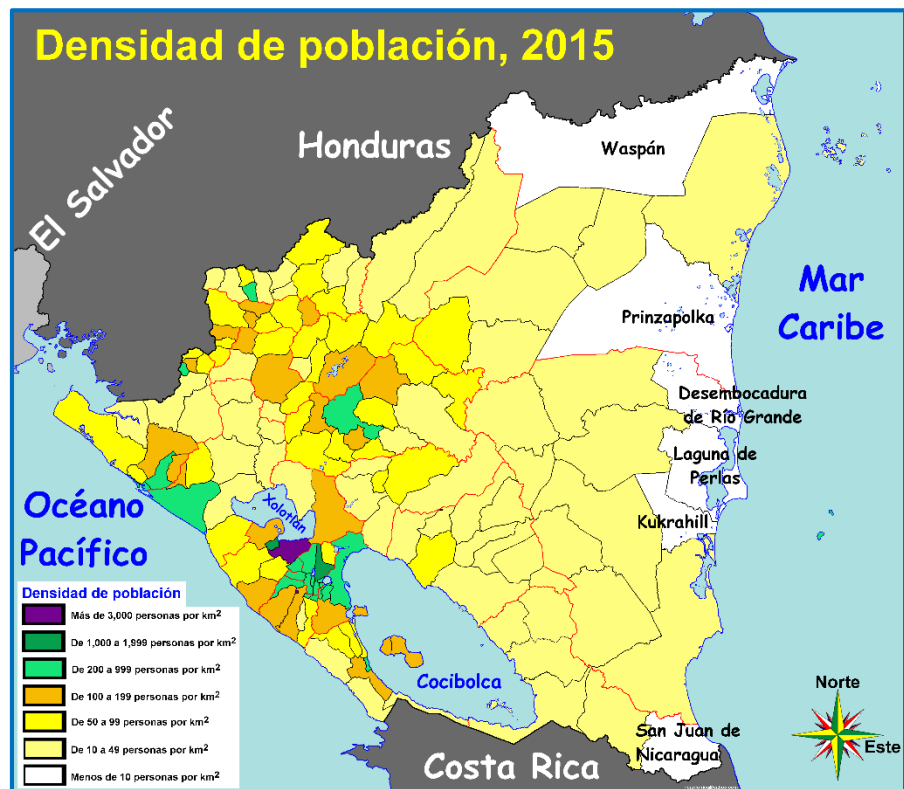 Densidad de población, 2015
El Salvador
Honduras
Waspán
Mar
Caribe
Prinzapolka
Desembocadura
de Río Grande
Laguna de
Perlas
Kukrahill
Océano
Pacífico
Xolotlán
Cocibolca
San Juan de
Nicaragua
Costa Rica
Norte
Este
Densidad de población
Más de 3,000 personas por km²
De 1,000 a 1,999 personas por km²
De 200 a 999 personas por km²
De 100 a 199 personas por km²
De 50 a 99 personas por km²
De 10 a 49 personas por km²
Menos de 10 personas por km²